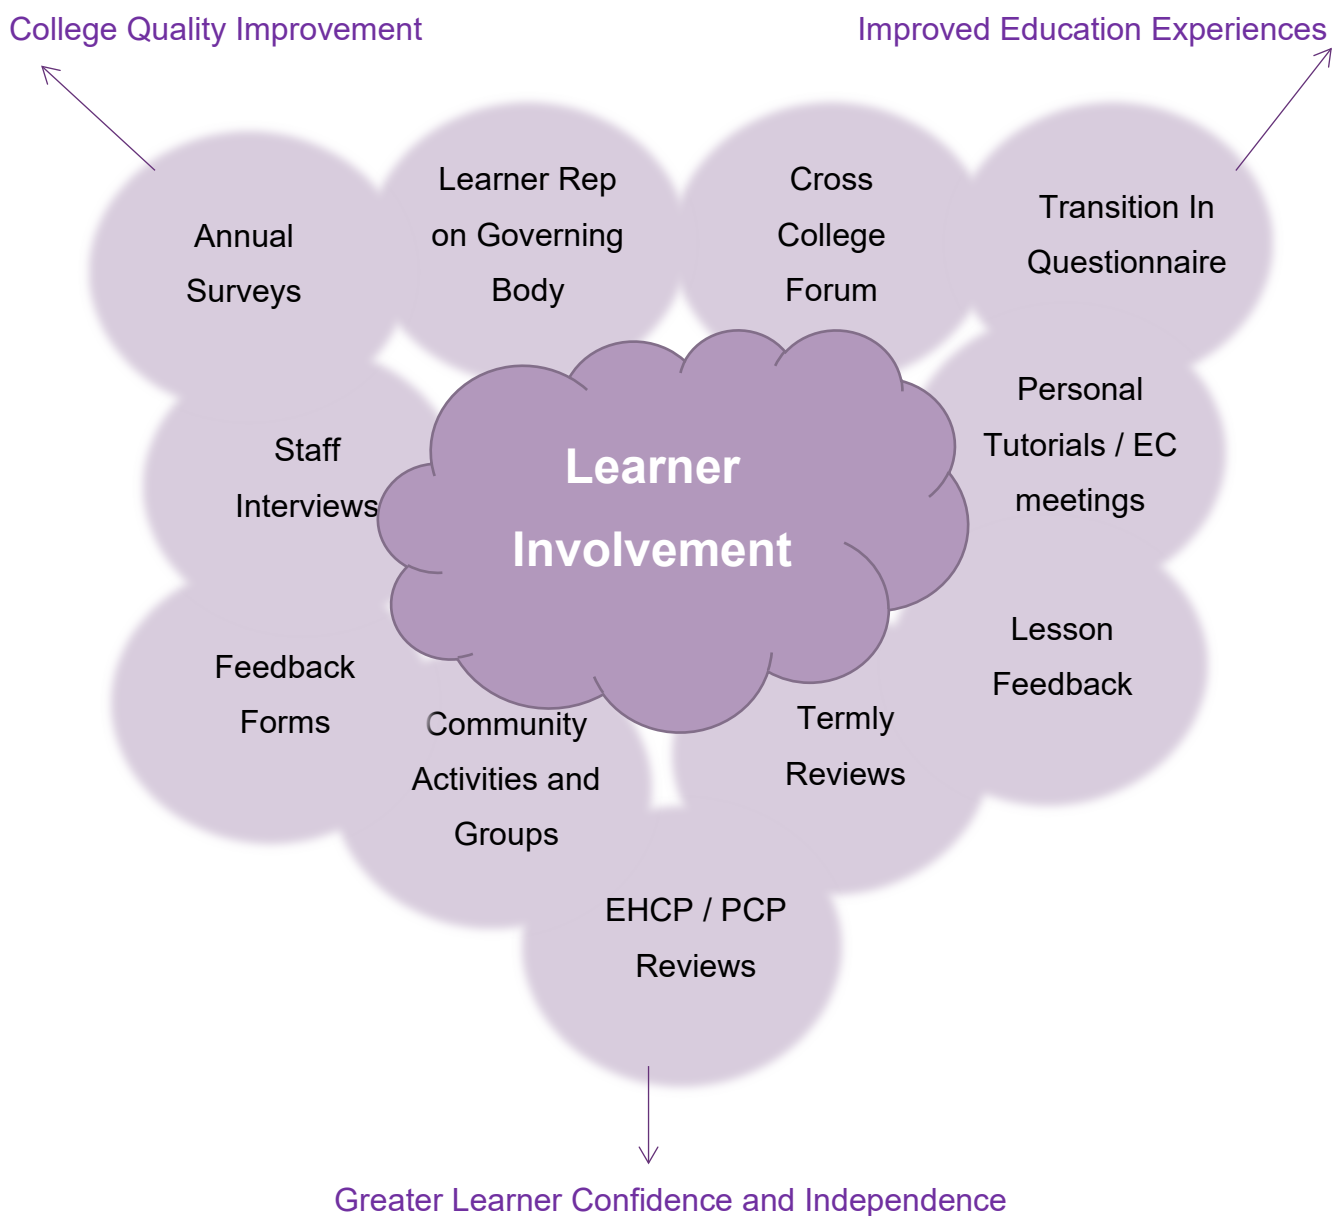 College Quality Improvement
Improved Education Experiences
Annual
Surveys
Learner Rep
on Governing
Body
Cross
College
Forum
Transition In
Questionnaire
Staff
Interviews
Learner
Involvement
Personal
Tutorials / EC
meetings
Feedback
Forms
Community
Activities and
Groups
Termly
Reviews
Lesson
Feedback
EHCP / PCP
Reviews
Greater Learner Confidence and Independence